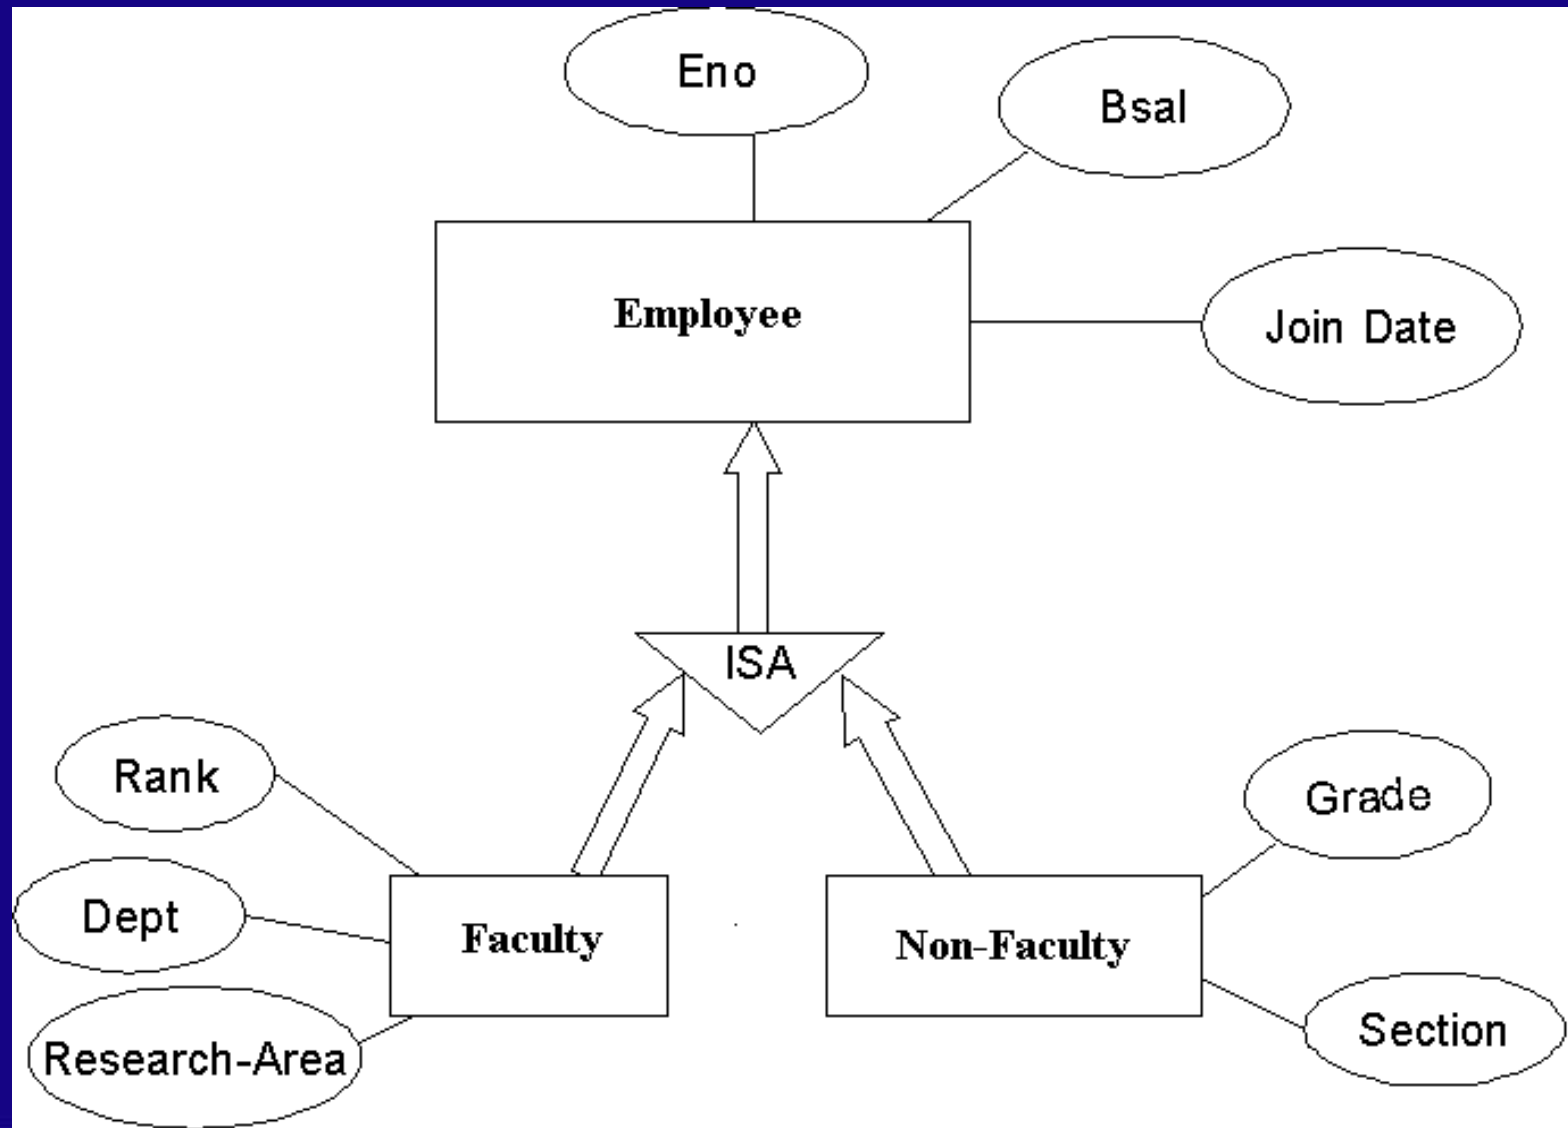 Eno
Bsal
Employee
Join Date
ISA
Rank
Grade
Dept
Faculty
Non-Faculty
Research-Area
Section